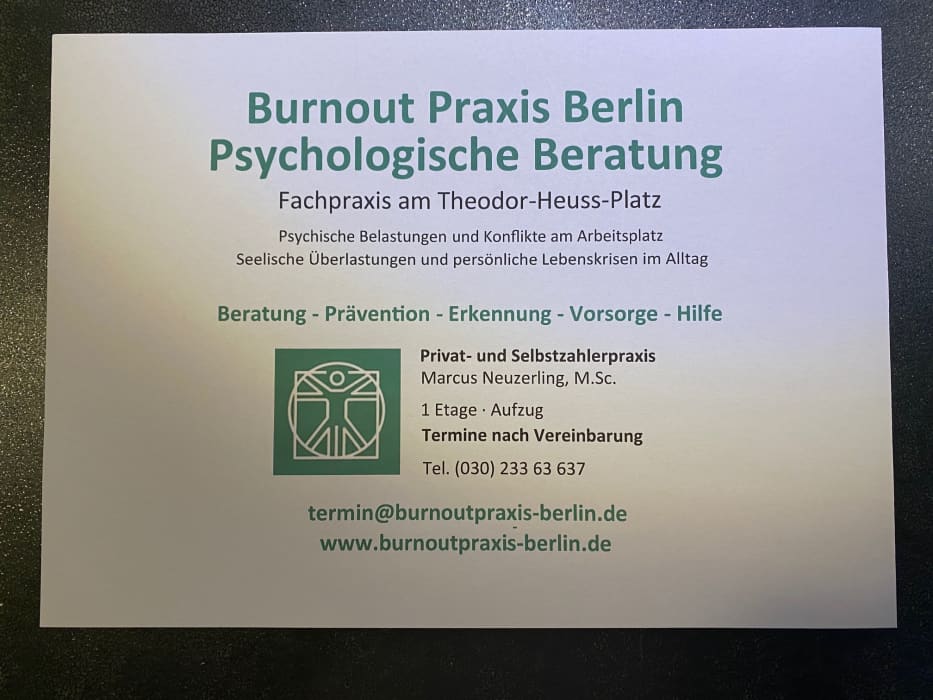 Burnout Praxis Berlin
Psychologische Beratung
Fachpraxis am Theodor-Heuss-Platz
Psychische Belastungen und Konflikte am Arbeitsplatz
Seelische Überlastungen und persönliche Lebenskrisen im Alltag
Beratung - Prävention - Erkennung - Vorsorge - Hilfe
Privat- und Selbstzahlerpraxis
Marcus Neuzerling, M.Sc.
1 Etage · Aufzug
Termine nach Vereinbarung
Tel. (030) 233 63 637
termin@burnoutpraxis-berlin.de
-
www.burnoutpraxis-berlin.de